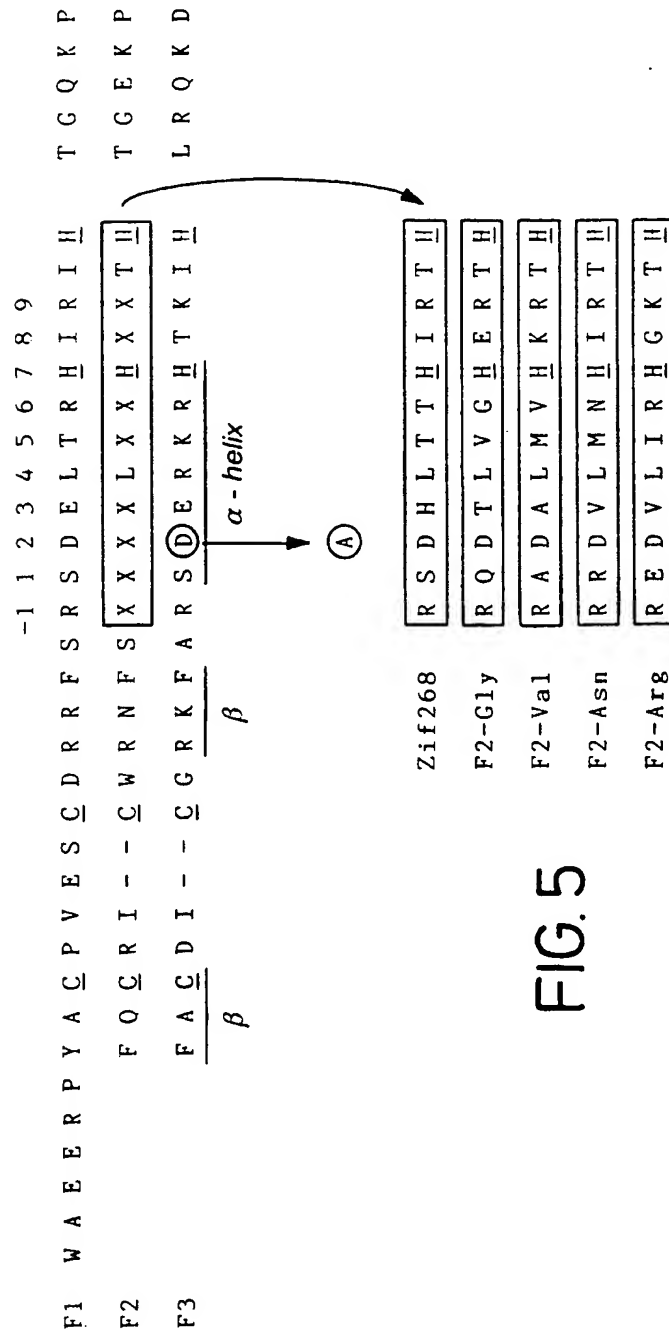 -1 1 2 3 4 5 6 7 8 9
F1 W A E E R P Y A C P V E S C D R R F S R S D E L T R H I R I H T G Q K P
F2 F Q C R I - - C W R N F S X X X X L X X H X X T H T G E K P
F3 F A C D I - - C G R K F A R S D E R K R H T K I H L R Q K D
β β α - helix
A
Zif268 R S D H L T T H I R T H
F2-Gly R Q D T L V G H E R T H
F2-Val R A D A L M V H K R T H
F2-Asn R R D V L M N H I R T H
F2-Arg R E D V L I R H G K T H
FIG. 5